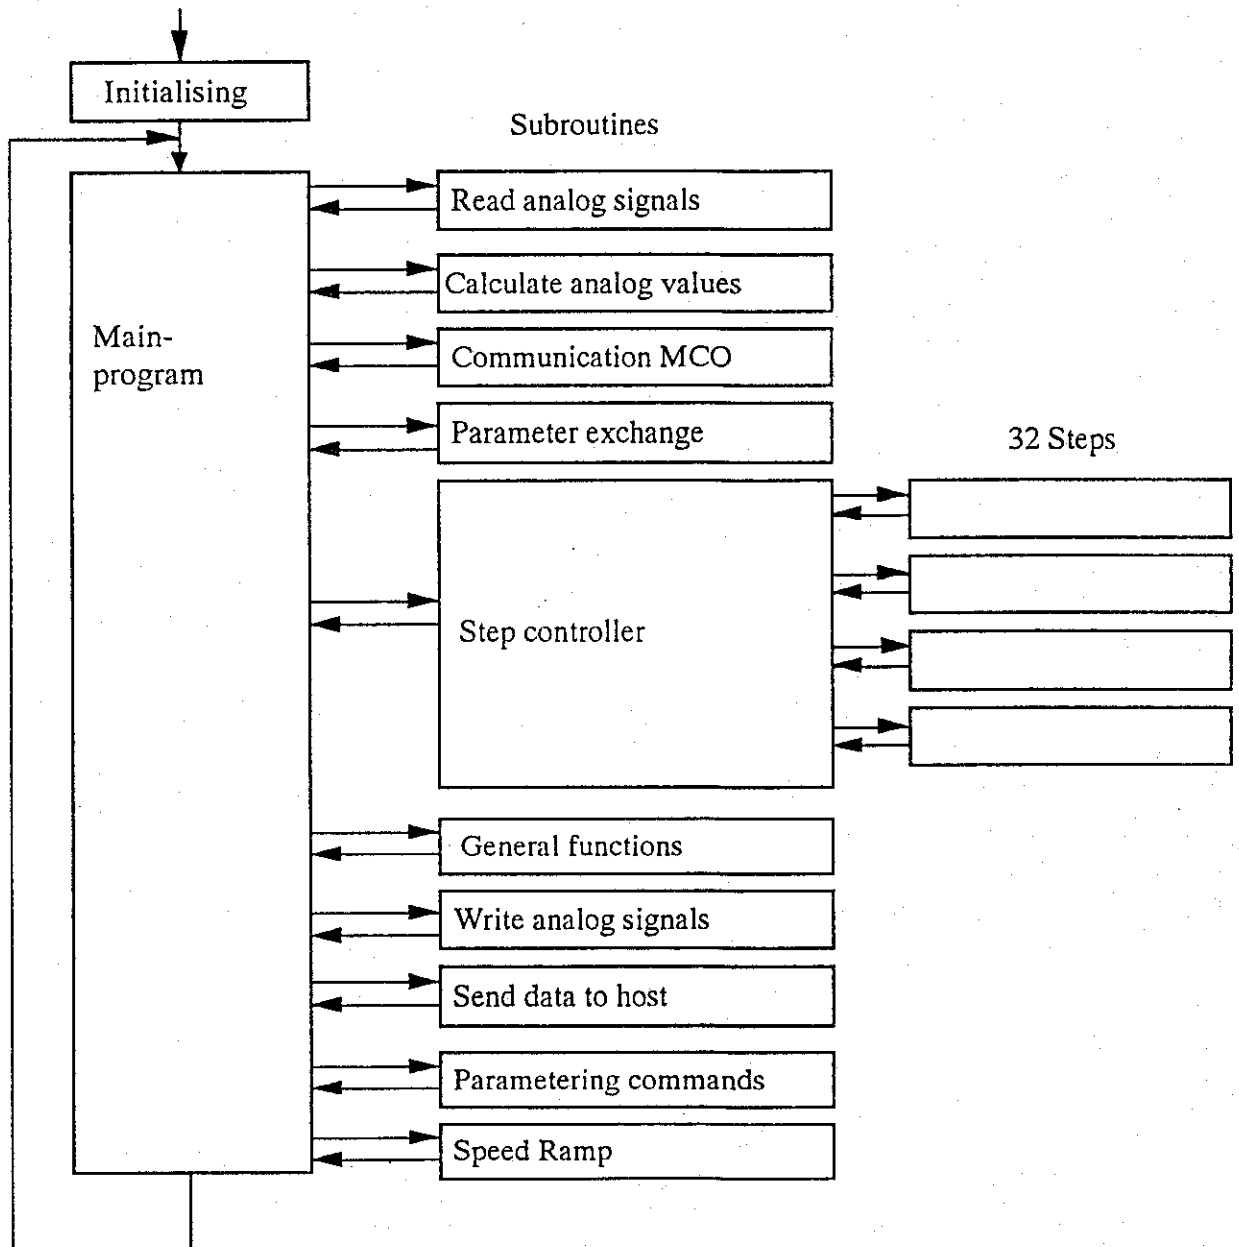 Initialising
Subroutines
Read analog signals
Calculate analog values
Main-
program
Communication MCO
Parameter exchange
32 Steps
Step controller
General functions
Write analog signals
Send data to host
Parametering commands
Speed Ramp